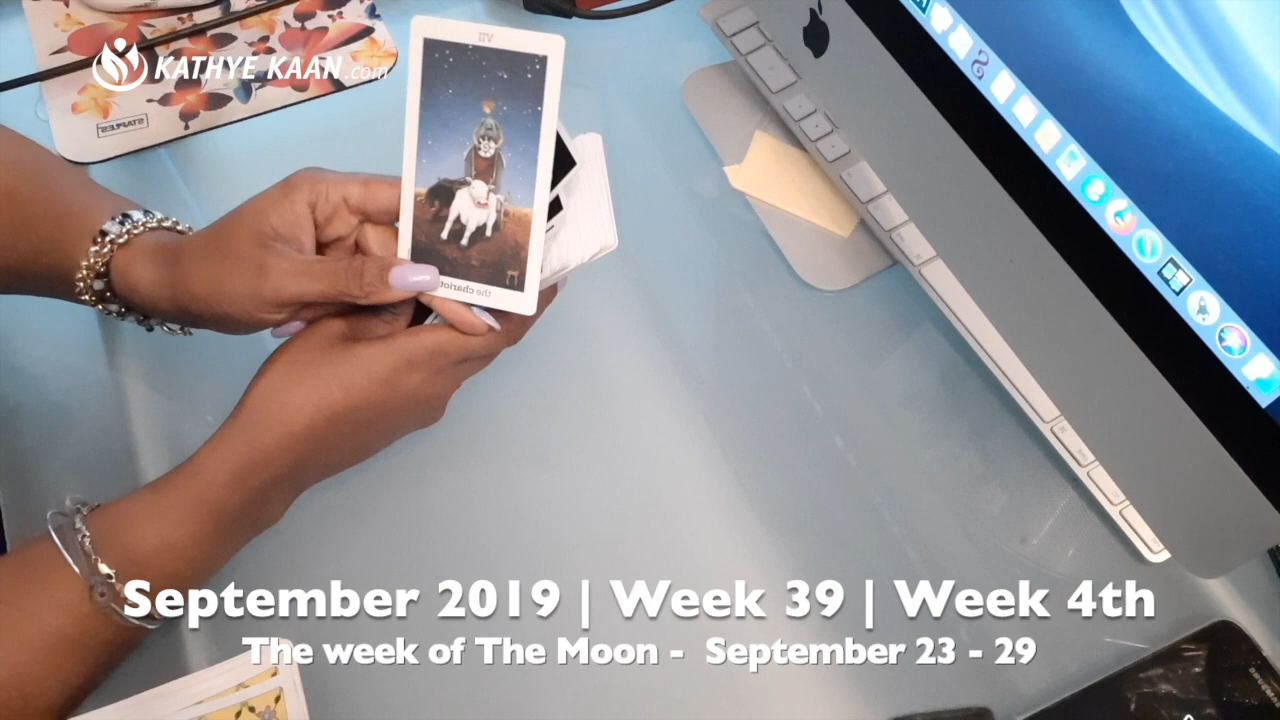 KATHYE KAAN.com
STAPLES
VII
the chariot
September 2019 | Week 39 | Week 4th
The week of The Moon - September 23 - 29